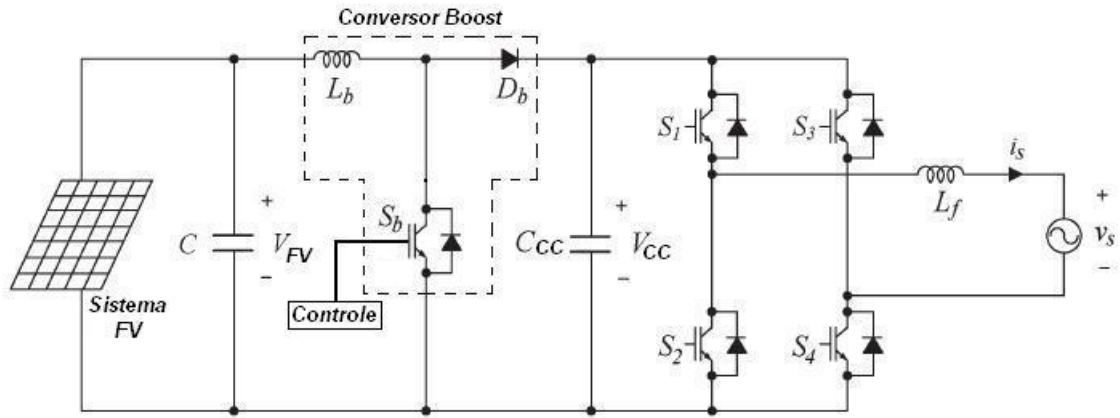 Conversor Boost
L_b
D_b
S_1
S_3
i_s
L_f
S_b
+
C
V_FV
−
+
C_CC
V_CC
−
+
v_s
−
Sistema
FV
Controle
S_2
S_4